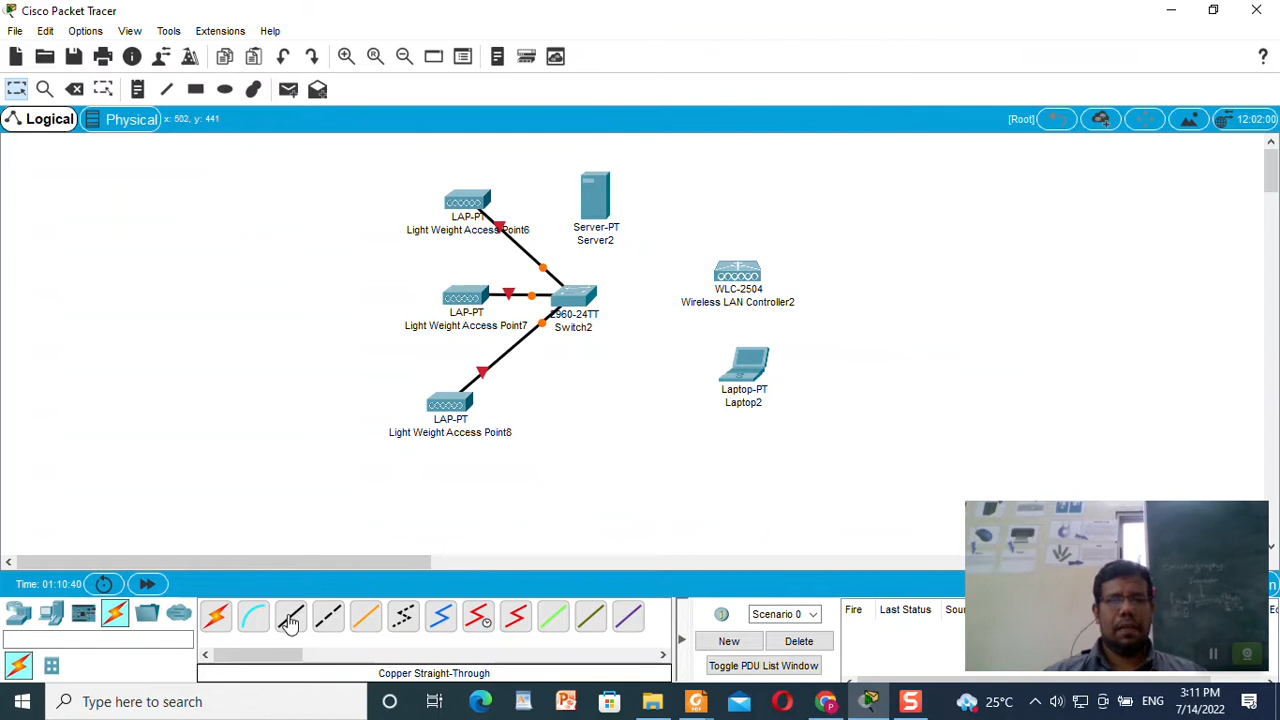 Cisco Packet Tracer
File Edit Options View Tools Extensions Help
Logical Physical x: 502, y: 441 [Root] 12:02:00
LAP-PT
Light Weight Access Point6
Server-PT
Server2
WLC-2504
Wireless LAN Controller2
LAP-PT
Light Weight Access Point7
2960-24TT
Switch2
Laptop-PT
Laptop2
LAP-PT
Light Weight Access Point8
Time: 01:10:40
Scenario 0
Fire Last Status
New Delete
Toggle PDU List Window
Copper Straight-Through
Type here to search
25°C ENG
3:11 PM
7/14/2022